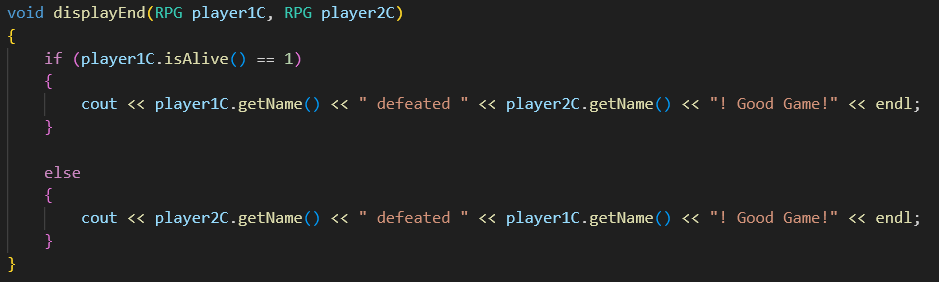 void displayEnd(RPG player1C, RPG player2C)
{
    if (player1C.isAlive() == 1)
    {
        cout << player1C.getName() << " defeated " << player2C.getName() << "! Good Game!" << endl;
    }

    else
    {
        cout << player2C.getName() << " defeated " << player1C.getName() << "! Good Game!" << endl;
    }
}